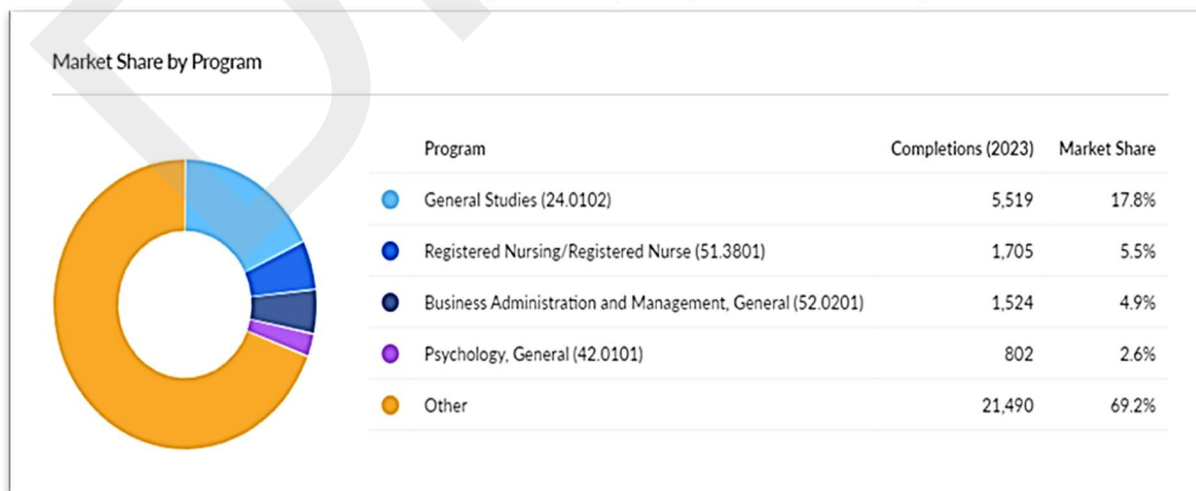 Market Share by Program
Program Completions (2023) Market Share
General Studies (24.0102) 5,519 17.8%
Registered Nursing/Registered Nurse (51.3801) 1,705 5.5%
Business Administration and Management, General (52.0201) 1,524 4.9%
Psychology, General (42.0101) 802 2.6%
Other 21,490 69.2%